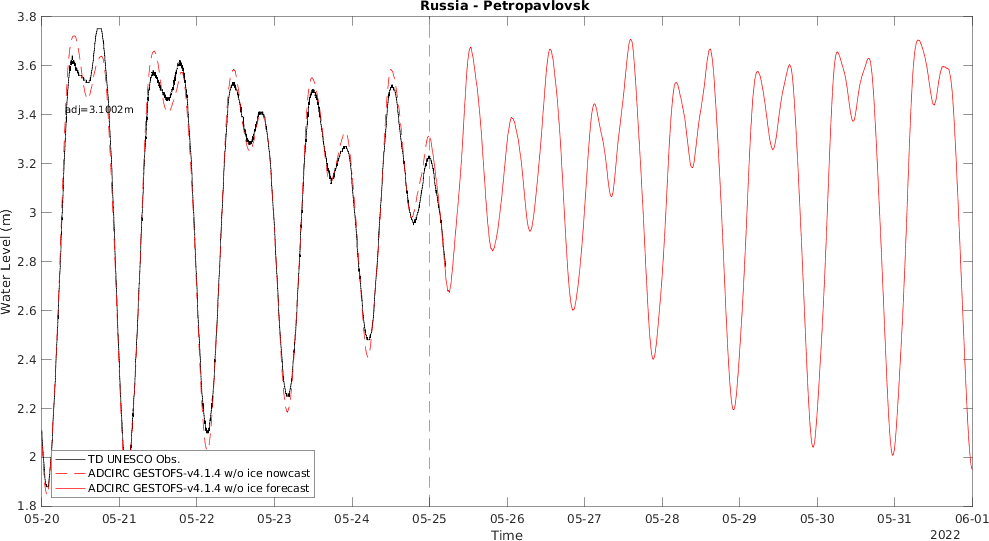 Russia - Petropavlovsk
Water Level (m)
3.8
3.6
3.4
3.2
3
2.8
2.6
2.4
2.2
2
1.8
adj=3.1002m
TD UNESCO Obs.
ADCIRC GESTOFS-v4.1.4 w/o ice nowcast
ADCIRC GESTOFS-v4.1.4 w/o ice forecast
05-20 05-21 05-22 05-23 05-24 05-25 05-26 05-27 05-28 05-29 05-30 05-31 06-01
Time
2022